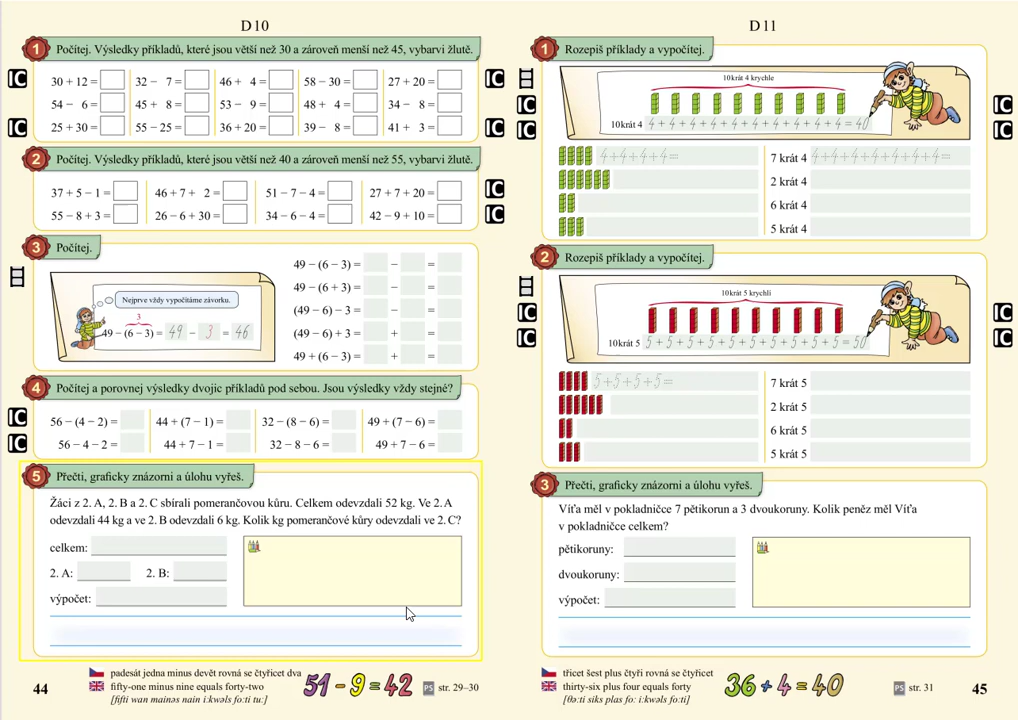 D 10
1 Počítej. Výsledky příkladů, které jsou větší než 30 a zároveň menší než 45, vybarvi žlutě.
30 + 12 = 32 − 7 = 46 + 4 = 58 − 30 = 27 + 20 =
54 − 6 = 45 + 8 = 53 − 9 = 48 + 4 = 34 − 8 =
25 + 30 = 55 − 25 = 36 + 20 = 39 − 8 = 41 + 3 =
2 Počítej. Výsledky příkladů, které jsou větší než 40 a zároveň menší než 55, vybarvi žlutě.
37 + 5 − 1 = 46 + 7 + 2 = 51 − 7 − 4 = 27 + 7 + 20 =
55 − 8 + 3 = 26 − 6 + 30 = 34 − 6 − 4 = 42 − 9 + 10 =
3 Počítej.
Nejprve vždy vypočítáme závorku.
3
49 − (6 − 3) = 49 − 3 = 46
49 − (6 − 3) = − =
49 − (6 + 3) = − =
(49 − 6) − 3 = − =
(49 − 6) + 3 = + =
49 + (6 − 3) = + =
4 Počítej a porovnej výsledky dvojic příkladů pod sebou. Jsou výsledky vždy stejné?
56 − (4 − 2) = 44 + (7 − 1) = 32 − (8 − 6) = 49 + (7 − 6) =
56 − 4 − 2 = 44 + 7 − 1 = 32 − 8 − 6 = 49 + 7 − 6 =
5 Přečti, graficky znázorni a úlohu vyřeš.
Žáci z 2. A, 2. B a 2. C sbírali pomerančovou kůru. Celkem odevzdali 52 kg. Ve 2. A
odevzdali 44 kg a ve 2. B odevzdali 6 kg. Kolik kg pomerančové kůry odevzdali ve 2. C?
celkem:
2. A: 2. B:
výpočet:
44
padesát jedna minus devět rovná se čtyřicet dva
fifty-one minus nine equals forty-two
[fifti wan mainəs nain i:kwəls fo:ti tu:]
51 − 9 = 42
PS str. 29–30
D 11
1 Rozepiš příklady a vypočítej.
10krát 4 krychle
10krát 4 4 + 4 + 4 + 4 + 4 + 4 + 4 + 4 + 4 + 4 = 40
4+4+4+4= 7 krát 4 4+4+4+4+4+4+4=
2 krát 4
6 krát 4
5 krát 4
2 Rozepiš příklady a vypočítej.
10krát 5 krychlí
10krát 5 5 + 5 + 5 + 5 + 5 + 5 + 5 + 5 + 5 + 5 = 50
5+5+5+5= 7 krát 5
2 krát 5
6 krát 5
5 krát 5
3 Přečti, graficky znázorni a úlohu vyřeš.
Víťa měl v pokladničce 7 pětikorun a 3 dvoukoruny. Kolik peněz měl Víťa
v pokladničce celkem?
pětikoruny:
dvoukoruny:
výpočet:
třicet šest plus čtyři rovná se čtyřicet
thirty-six plus four equals forty
[θə:ti siks plas fo: i:kwəls fo:ti]
36 + 4 = 40
PS str. 31
45